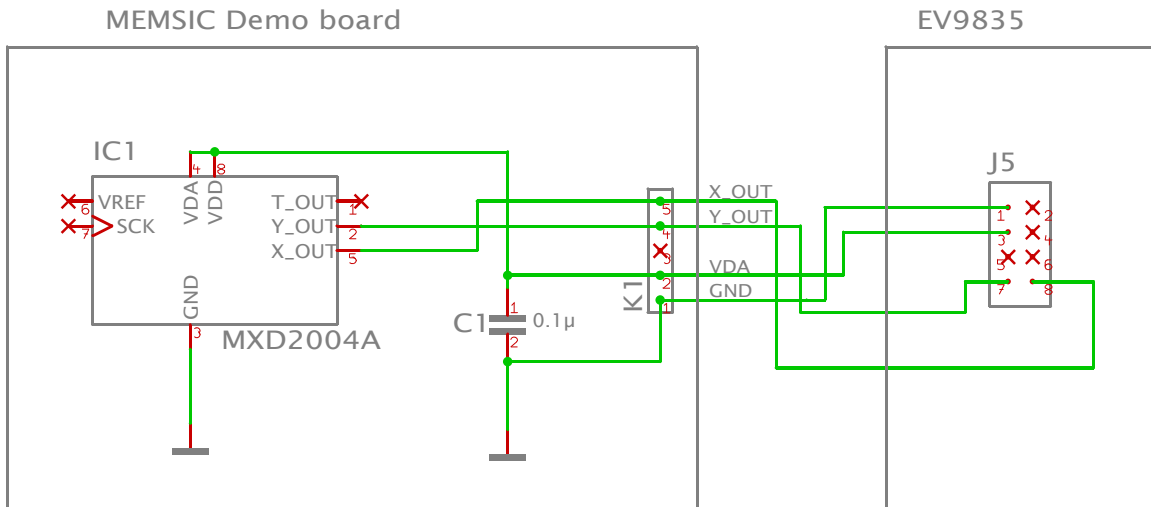 MEMSIC Demo board
EV9835
IC1
4
8
VDA
VDD
VREF
6
SCK
7
T_OUT
1
Y_OUT
2
X_OUT
5
GND
3
MXD2004A
C1
1
2
0.1µ
K1
5
4
3
2
1
X_OUT
Y_OUT
VDA
GND
J5
1
2
3
4
5
6
7
8